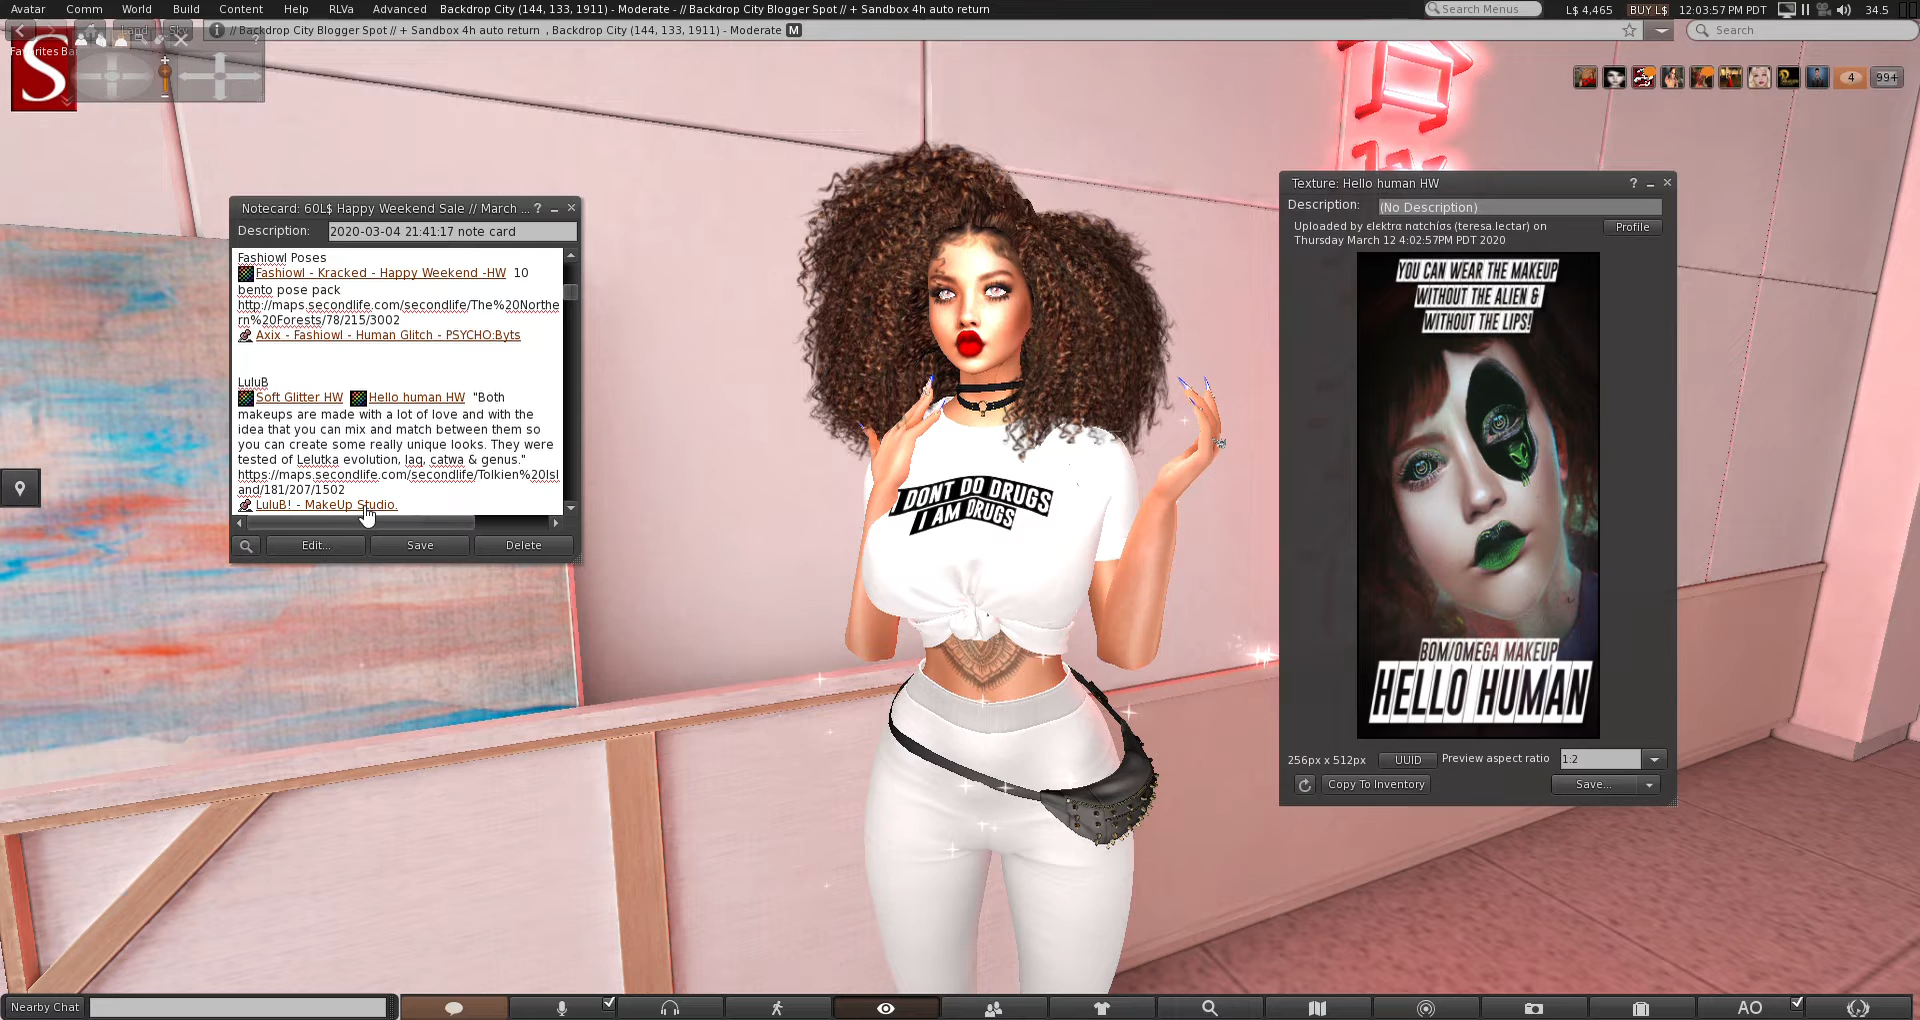 Avatar Comm World Build Content Help RLVa Advanced Backdrop City (144, 133, 1911) - Moderate - // Backdrop City Blogger Spot // + Sandbox 4h auto return
Search Menus L$ 4,465 BUY L$ 12:03:57 PM PDT 34.5
Land Sky // Backdrop City Blogger Spot // + Sandbox 4h auto return , Backdrop City (144, 133, 1911) - Moderate M
Search
Favorites Ba
S
4 99+
Notecard: 60L$ Happy Weekend Sale // March ... ?
Description: 2020-03-04 21:41:17 note card
Fashiowl Poses
Fashiowl - Kracked - Happy Weekend -HW 10
bento pose pack
http://maps.secondlife.com/secondlife/The%20Northe
rn%20Forests/78/215/3002
Axix - Fashiowl - Human Glitch - PSYCHO:Byts
LuluB
Soft Glitter HW Hello human HW "Both
makeups are made with a lot of love and with the
idea that you can mix and match between them so
you can create some really unique looks. They were
tested of Lelutka evolution, laq, catwa & genus."
https://maps.secondlife.com/secondlife/Tolkien%20Isl
and/181/207/1502
LuluB! - MakeUp Studio.
Edit... Save Delete
I DONT DO DRUGS
I AM DRUGS
Texture: Hello human HW ?
Description: (No Description)
Uploaded by єlєktrα nαtchíσs (teresa.lectar) on
Thursday March 12 4:02:57PM PDT 2020
Profile
YOU CAN WEAR THE MAKEUP
WITHOUT THE ALIEN &
WITHOUT THE LIPS!
BOM/OMEGA MAKEUP
HELLO HUMAN
256px x 512px UUID Preview aspect ratio 1:2
Copy To Inventory Save...
Nearby Chat
AO